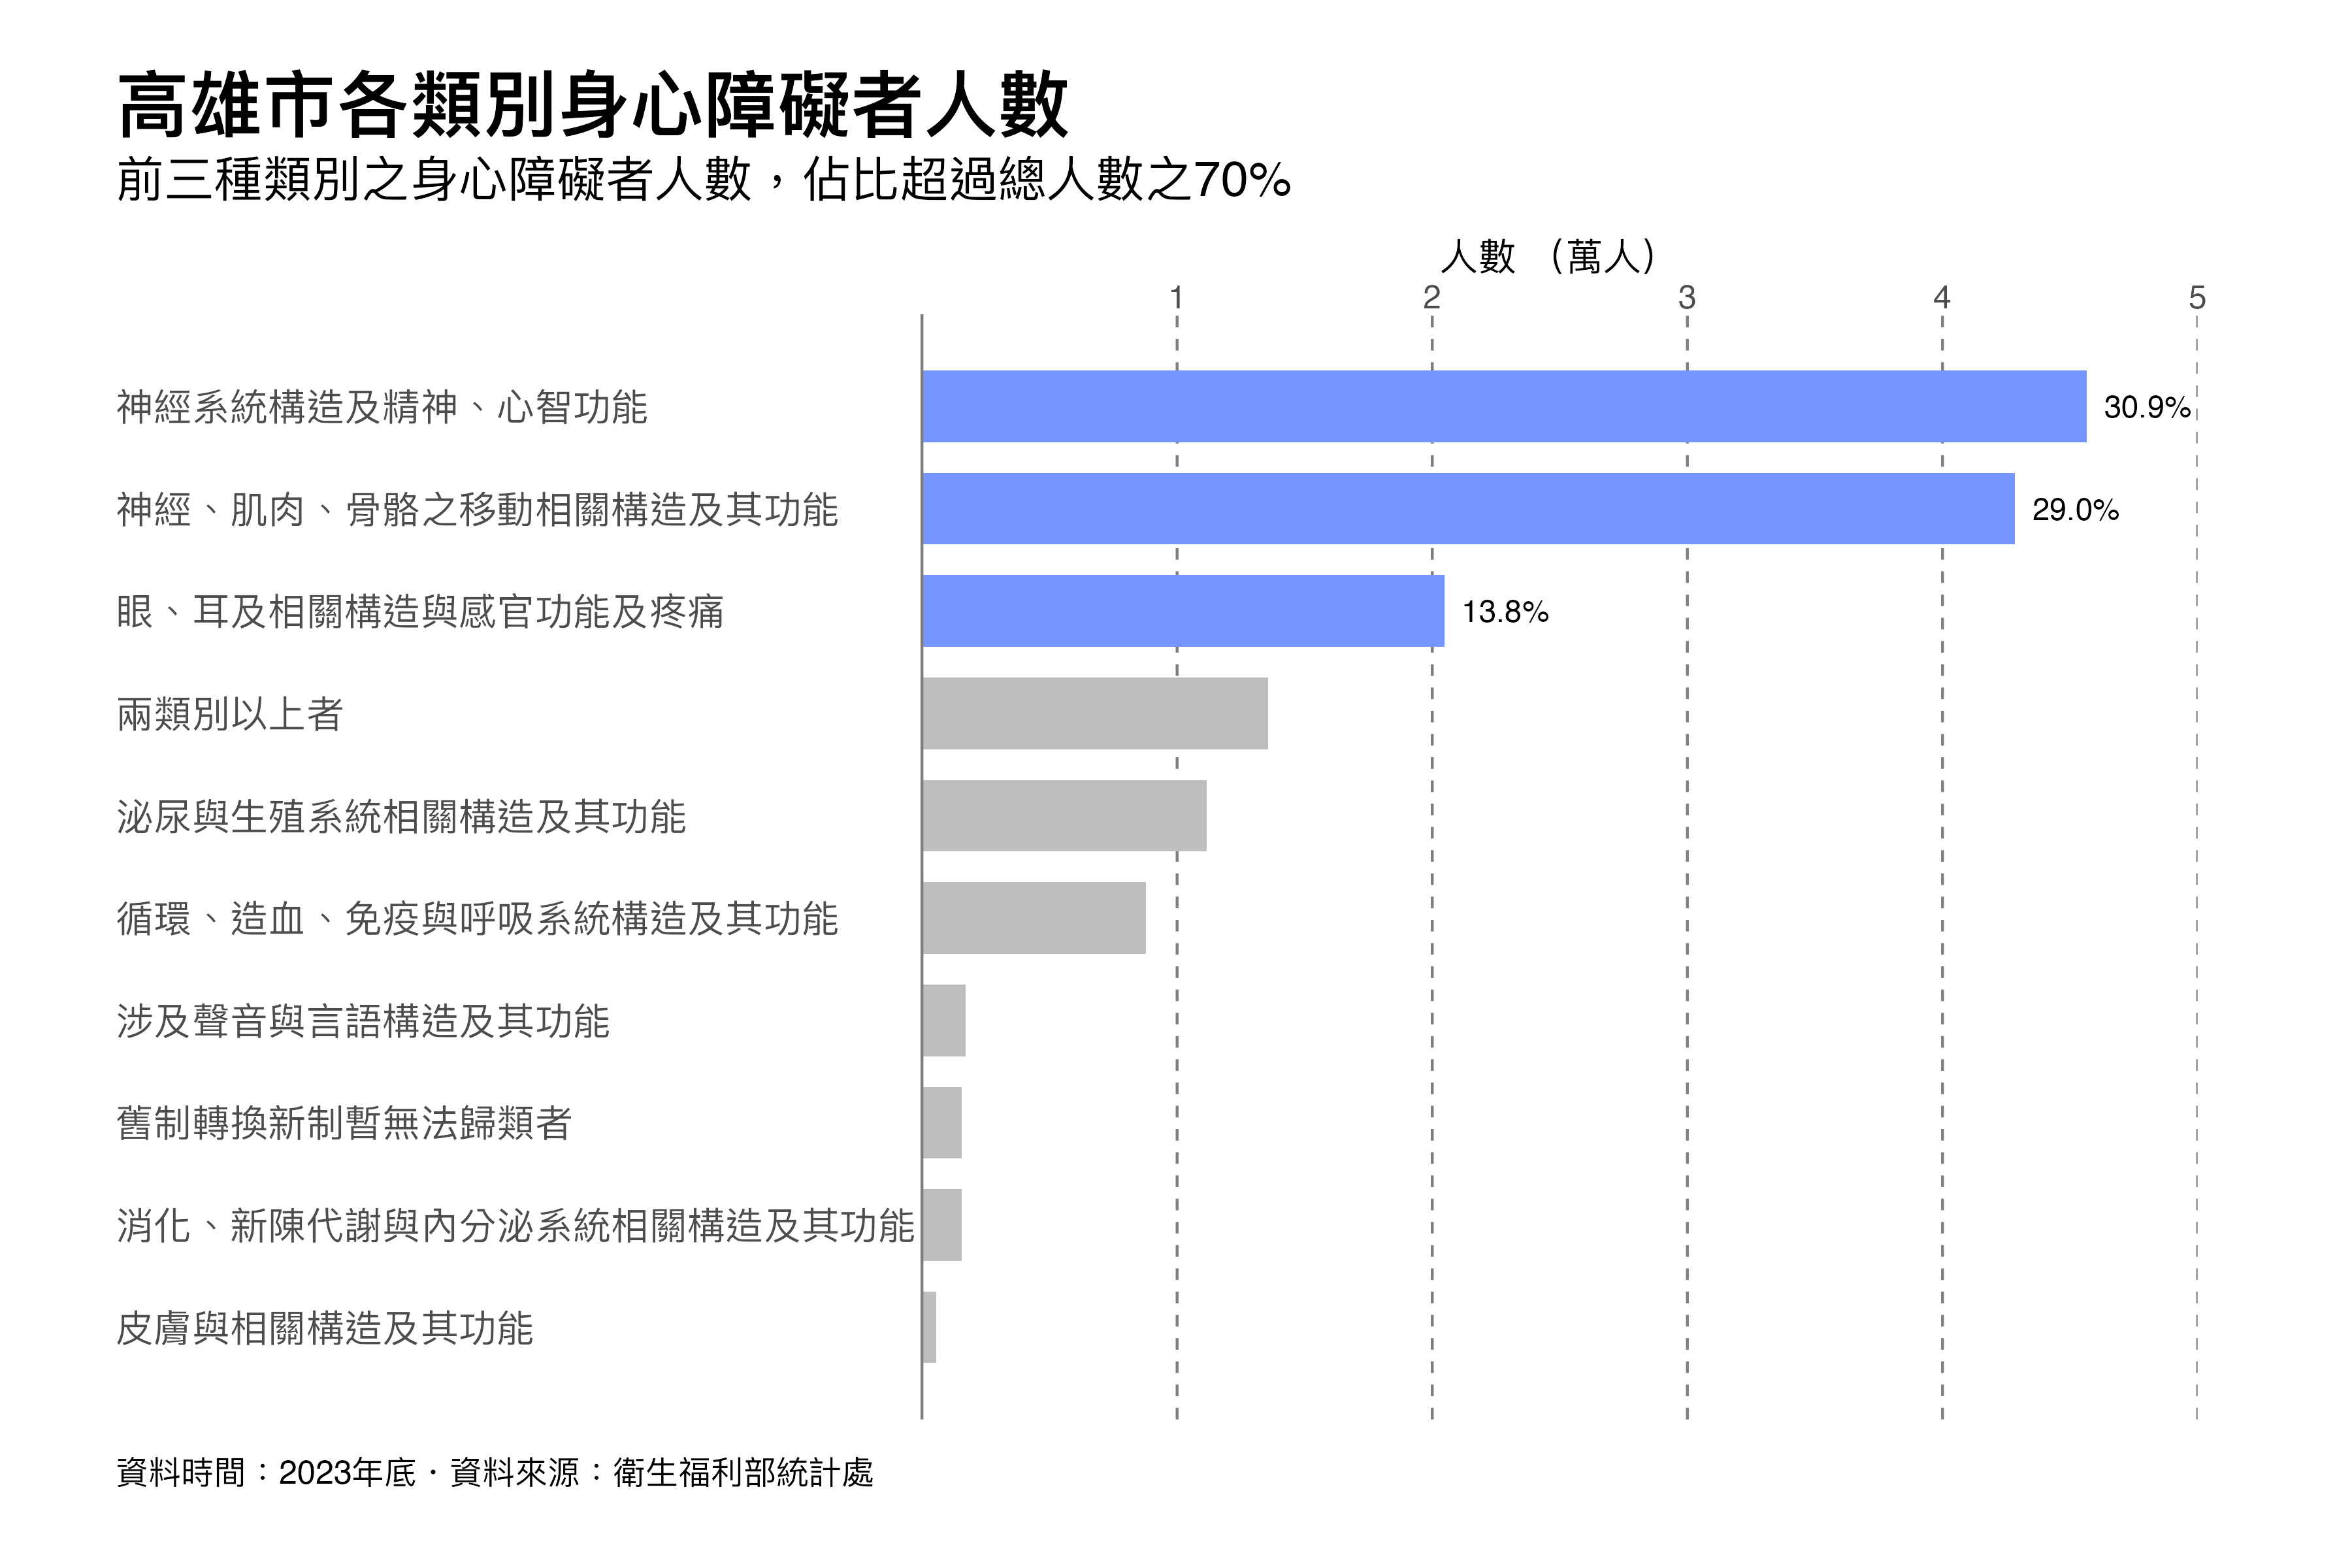 高雄市各類別身心障礙者人數
前三種類別之身心障礙者人數，佔比超過總人數之70%
人數 （萬人）
1 2 3 4 5
神經系統構造及精神、心智功能 30.9%
神經、肌肉、骨骼之移動相關構造及其功能 29.0%
眼、耳及相關構造與感官功能及疼痛 13.8%
兩類別以上者
泌尿與生殖系統相關構造及其功能
循環、造血、免疫與呼吸系統構造及其功能
涉及聲音與言語構造及其功能
舊制轉換新制暫無法歸類者
消化、新陳代謝與內分泌系統相關構造及其功能
皮膚與相關構造及其功能
資料時間：2023年底．資料來源：衛生福利部統計處